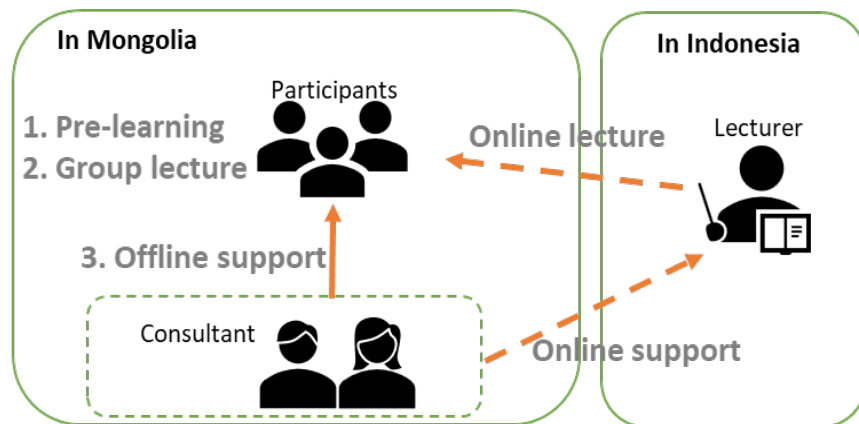 In Mongolia
In Indonesia
Participants
1. Pre-learning
2. Group lecture
Online lecture
Lecturer
3. Offline support
Consultant
Online support